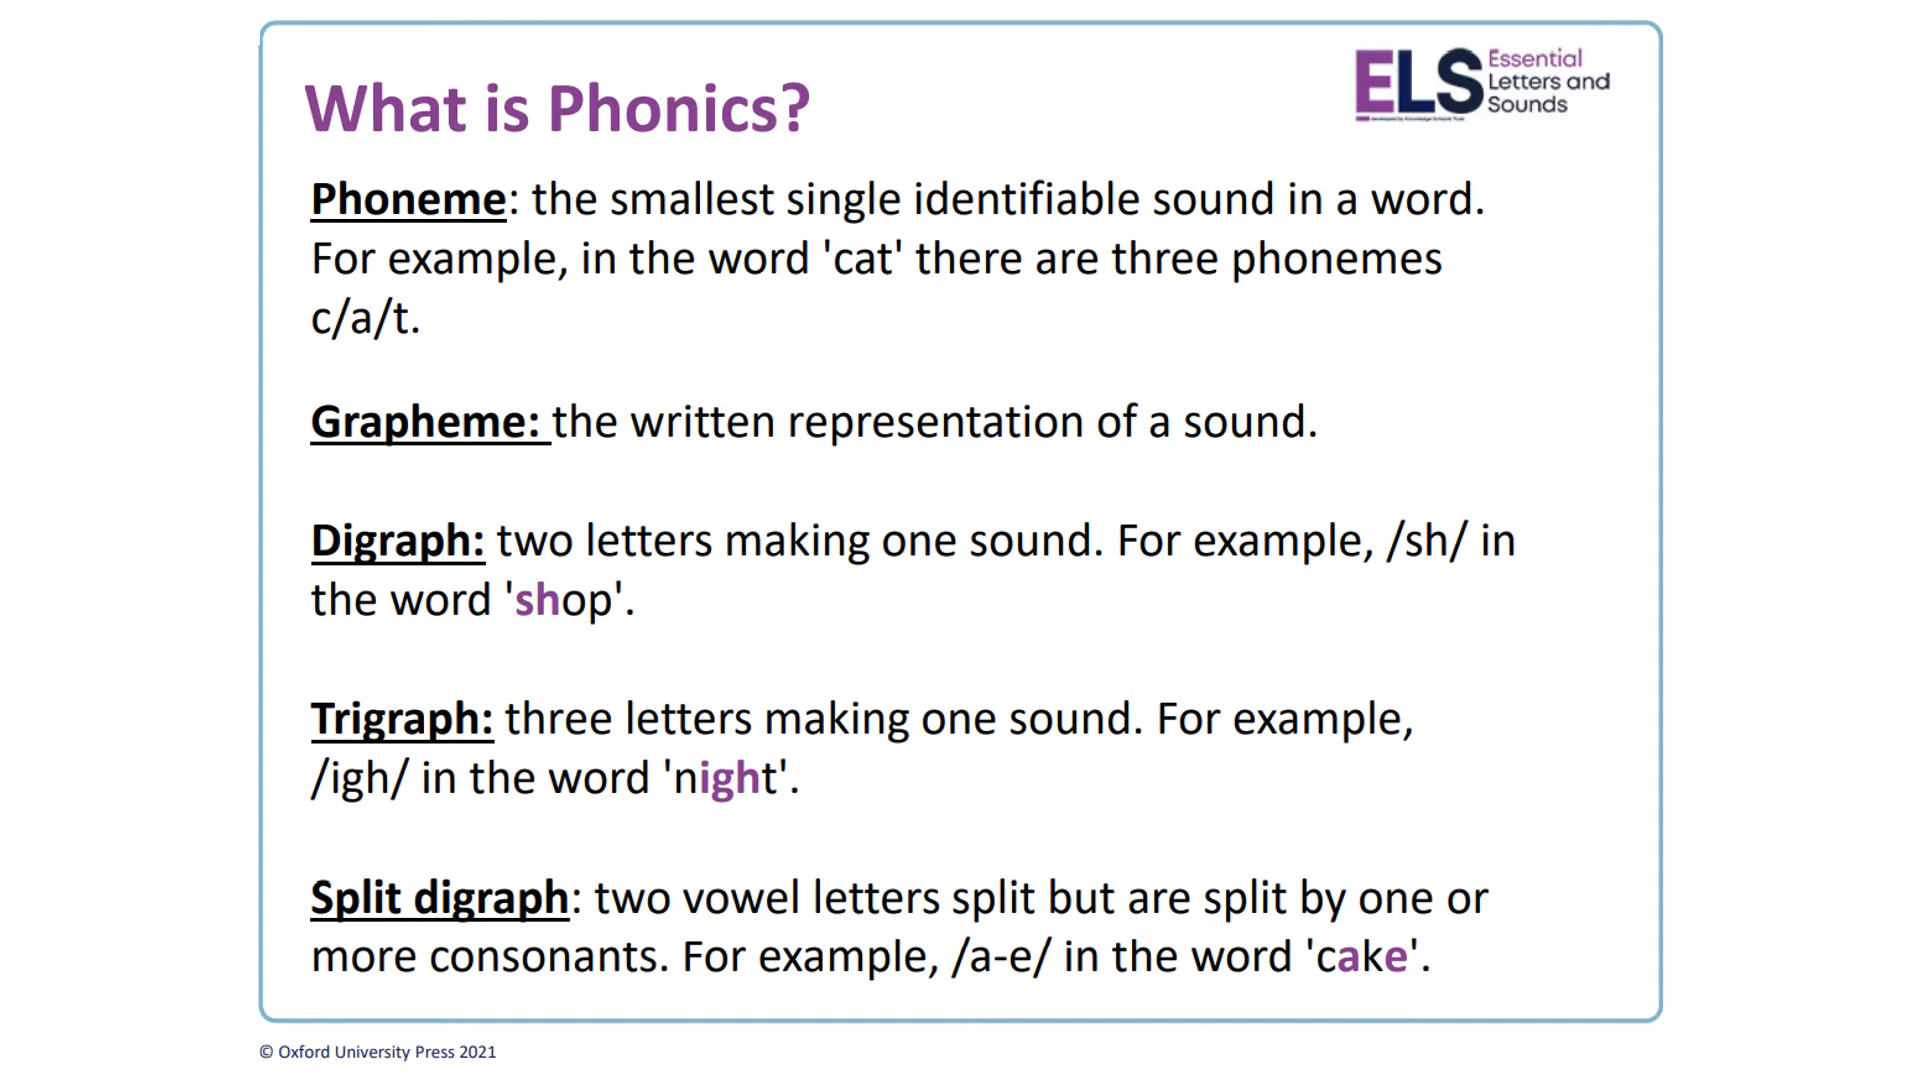 What is Phonics?
ELS Essential
Letters and
Sounds
Phoneme: the smallest single identifiable sound in a word.
For example, in the word 'cat' there are three phonemes
c/a/t.
Grapheme: the written representation of a sound.
Digraph: two letters making one sound. For example, /sh/ in
the word 'shop'.
Trigraph: three letters making one sound. For example,
/igh/ in the word 'night'.
Split digraph: two vowel letters split but are split by one or
more consonants. For example, /a-e/ in the word 'cake'.
© Oxford University Press 2021